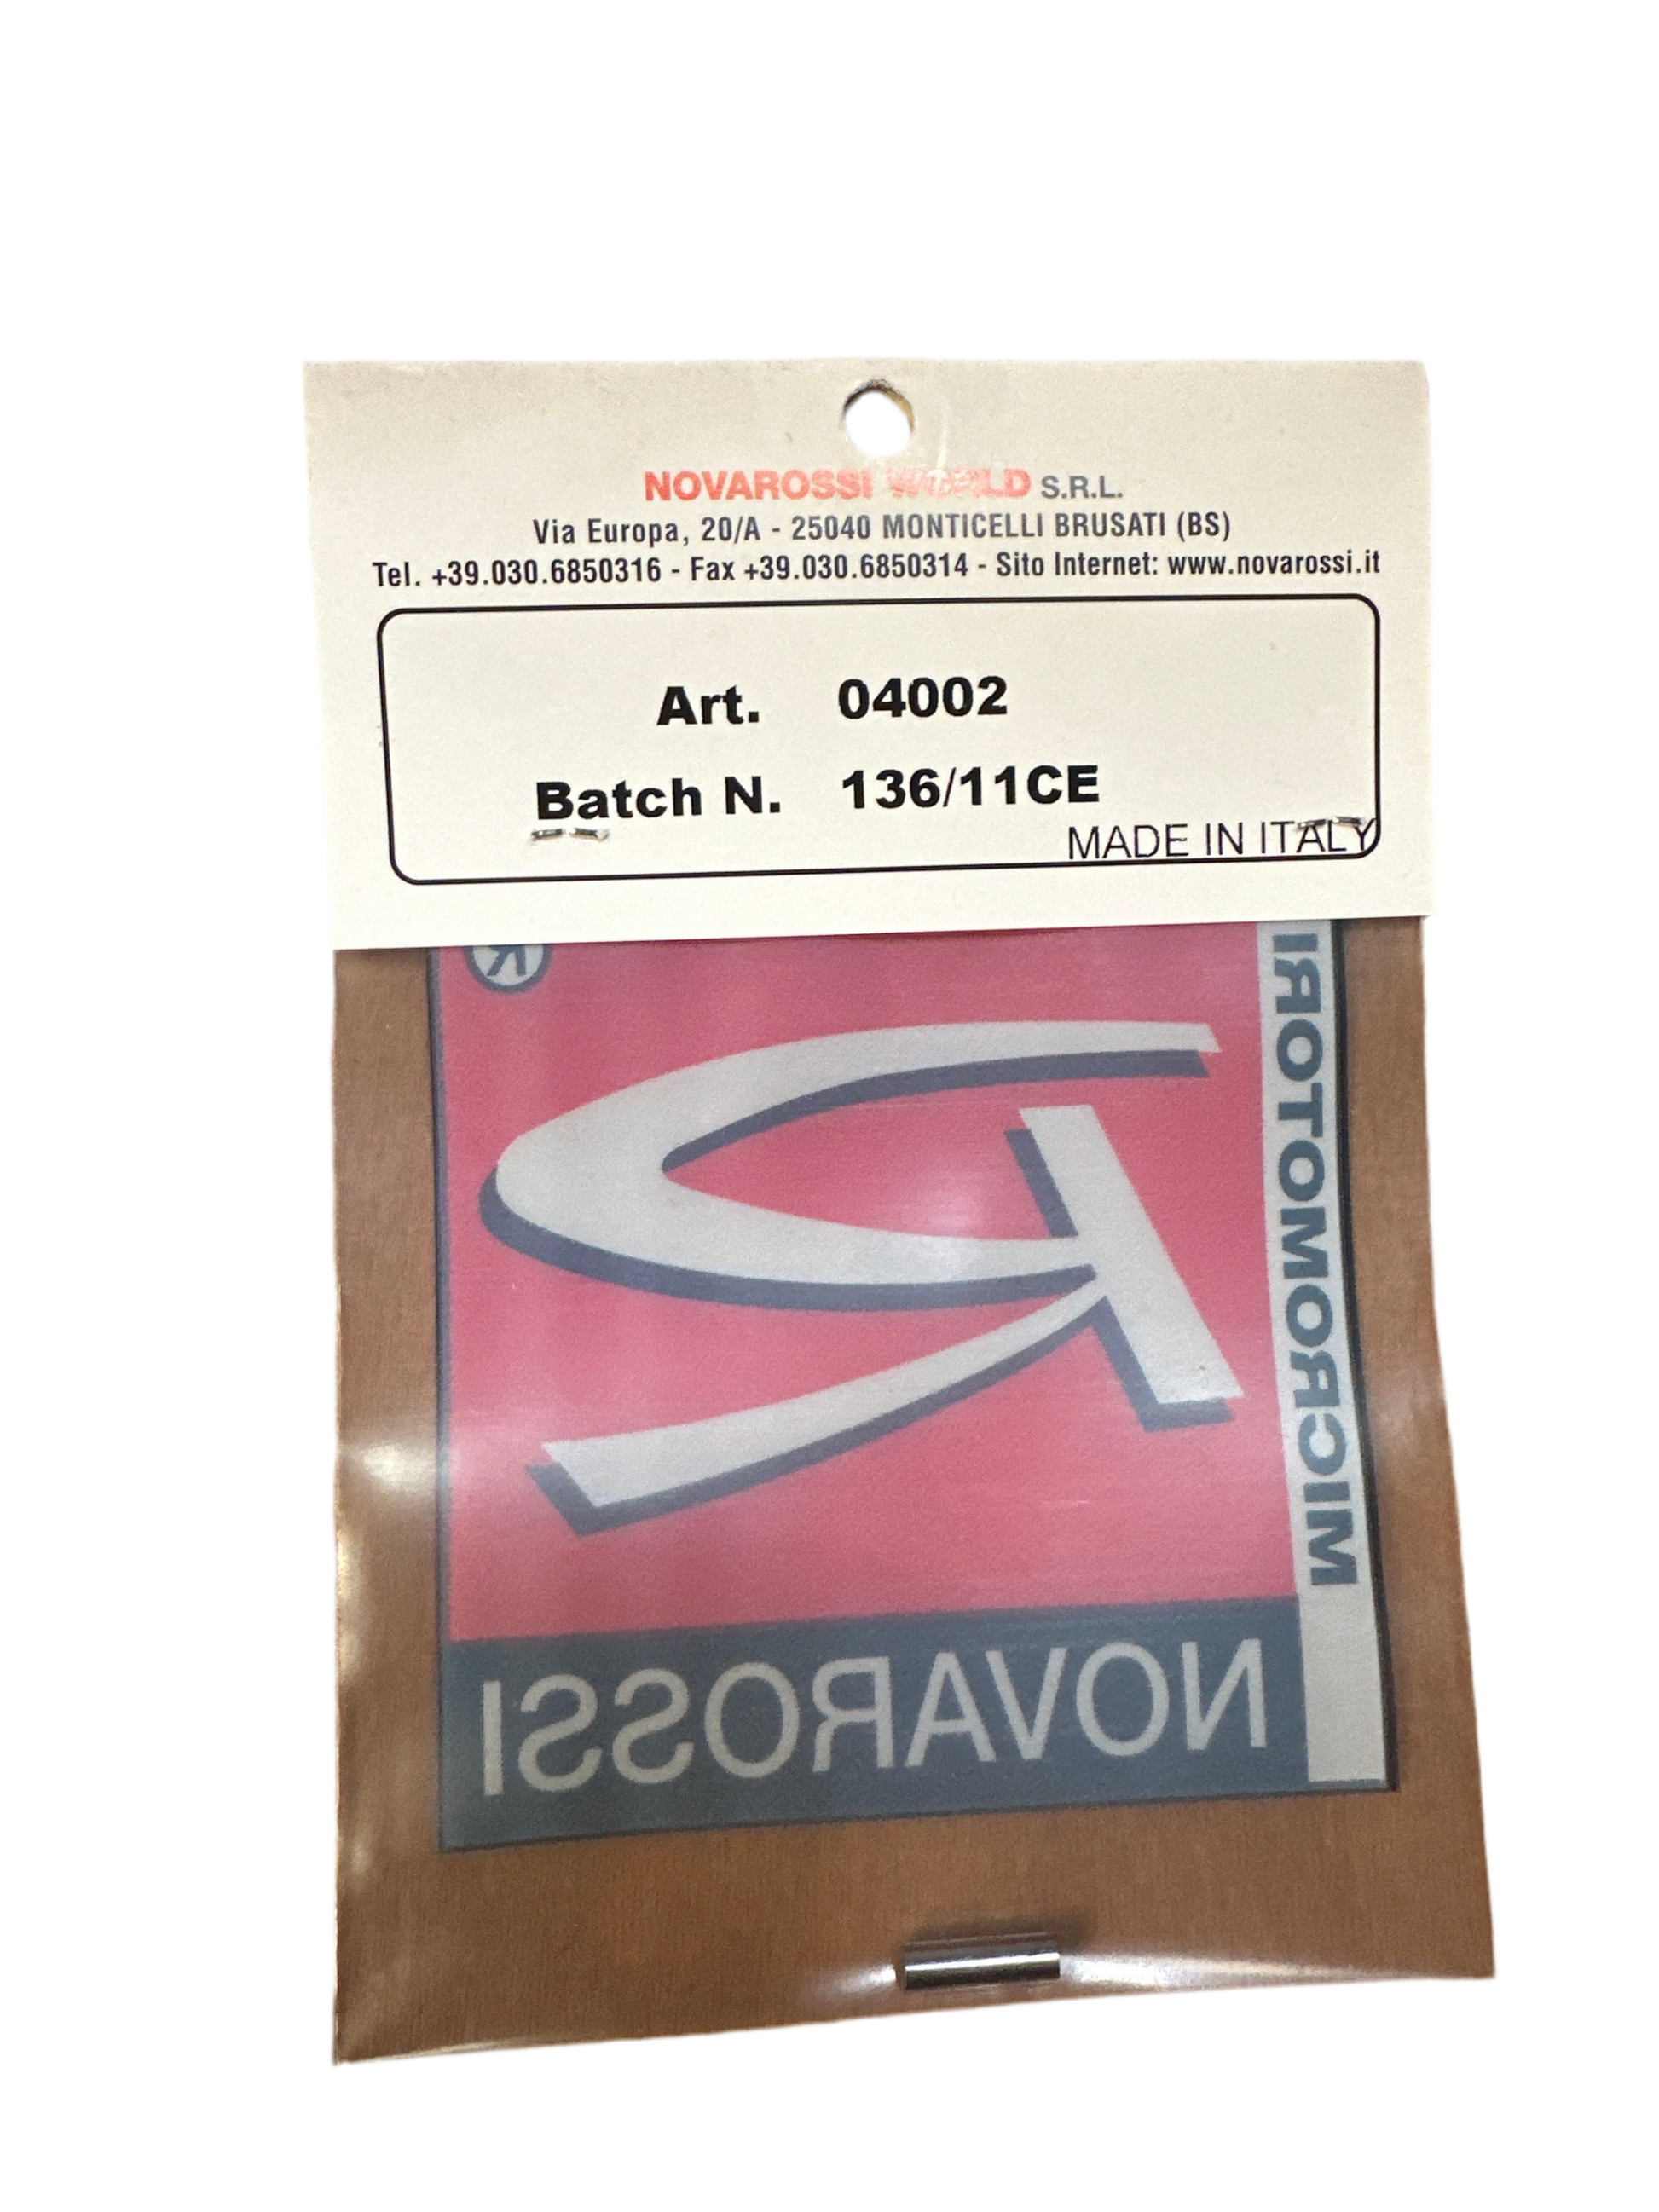 NOVAROSSI WORLD S.R.L.
Via Europa, 20/A - 25040 MONTICELLI BRUSATI (BS)
Tel. +39.030.6850316 - Fax +39.030.6850314 - Sito Internet: www.novarossi.it
Art. 04002
Batch N. 136/11CE
MADE IN ITALY
R
MICROMOTORI
NOVAROSSI